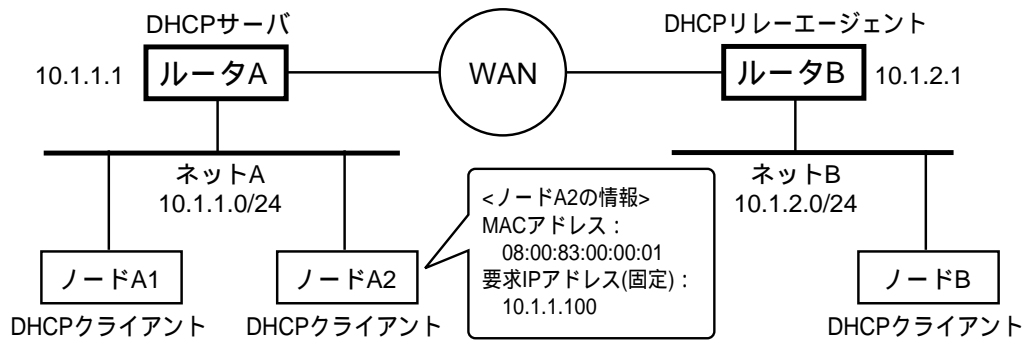 DHCPサーバ
DHCPリレーエージェント
10.1.1.1
ルータA
WAN
ルータB
10.1.2.1
ネットA
10.1.1.0/24
ネットB
10.1.2.0/24
<ノードA2の情報>
MACアドレス：
08:00:83:00:00:01
要求IPアドレス(固定)：
10.1.1.100
ノードA1
ノードA2
ノードB
DHCPクライアント
DHCPクライアント
DHCPクライアント